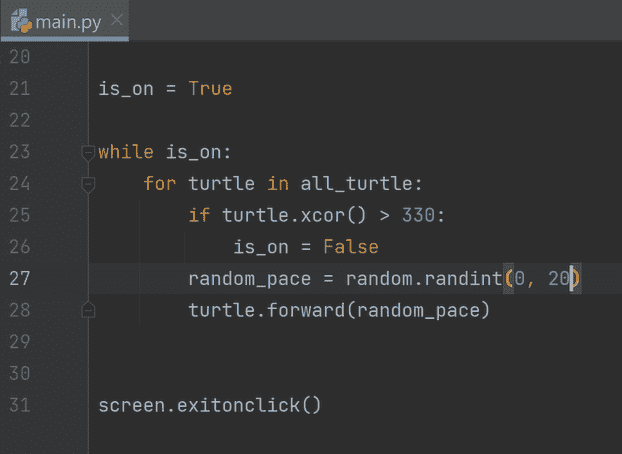 main.py
20
21 is_on = True
22
23 while is_on:
24     for turtle in all_turtle:
25         if turtle.xcor() > 330:
26             is_on = False
27         random_pace = random.randint(0, 20)
28         turtle.forward(random_pace)
29
30
31 screen.exitonclick()